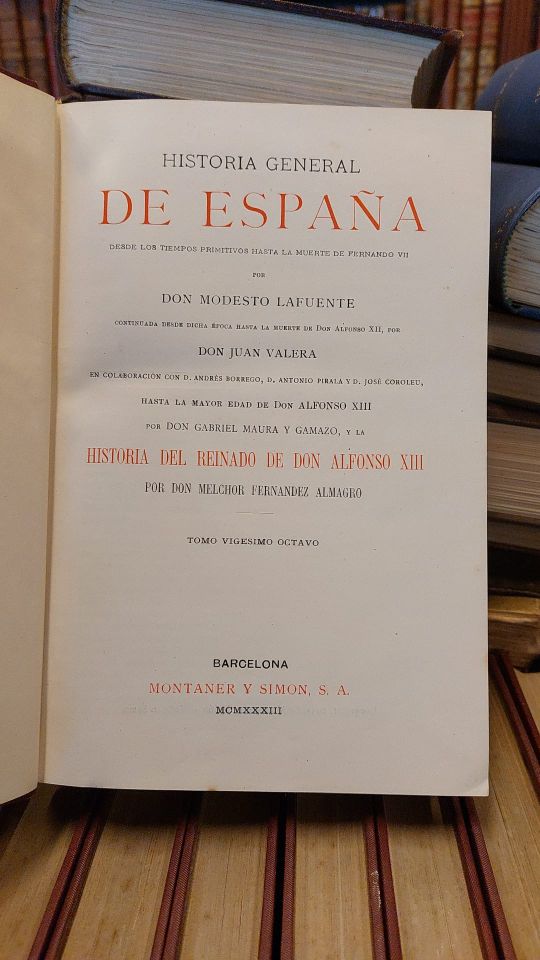 HISTORIA GENERAL
DE ESPAÑA
DESDE LOS TIEMPOS PRIMITIVOS HASTA LA MUERTE DE FERNANDO VII
POR
DON MODESTO LAFUENTE
CONTINUADA DESDE DICHA ÉPOCA HASTA LA MUERTE DE DON ALFONSO XII, POR
DON JUAN VALERA
EN COLABORACIÓN CON D. ANDRÉS BORREGO, D. ANTONIO PIRALA Y D. JOSÉ COROLEU,
HASTA LA MAYOR EDAD DE DON ALFONSO XIII
POR DON GABRIEL MAURA Y GAMAZO, Y LA
HISTORIA DEL REINADO DE DON ALFONSO XIII
POR DON MELCHOR FERNANDEZ ALMAGRO
TOMO VIGESIMO OCTAVO
BARCELONA
MONTANER Y SIMON, S. A.
MCMXXXIII